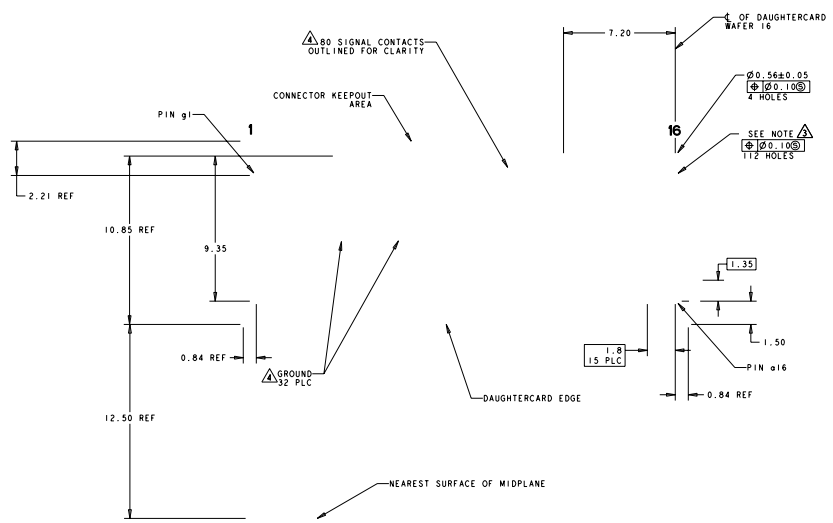 ℄ OF DAUGHTERCARD
WAFER 16
7.20
4 80 SIGNAL CONTACTS
OUTLINED FOR CLARITY
Ø0.56±0.05
⌖ Ø0.10Ⓢ
4 HOLES
CONNECTOR KEEPOUT
AREA
PIN g1
1
16
SEE NOTE 3
⌖ Ø0.10Ⓢ
112 HOLES
2.21 REF
10.85 REF
9.35
1.35
1.50
0.84 REF
1.8
15 PLC
PIN a16
4 GROUND
32 PLC
0.84 REF
DAUGHTERCARD EDGE
12.50 REF
NEAREST SURFACE OF MIDPLANE